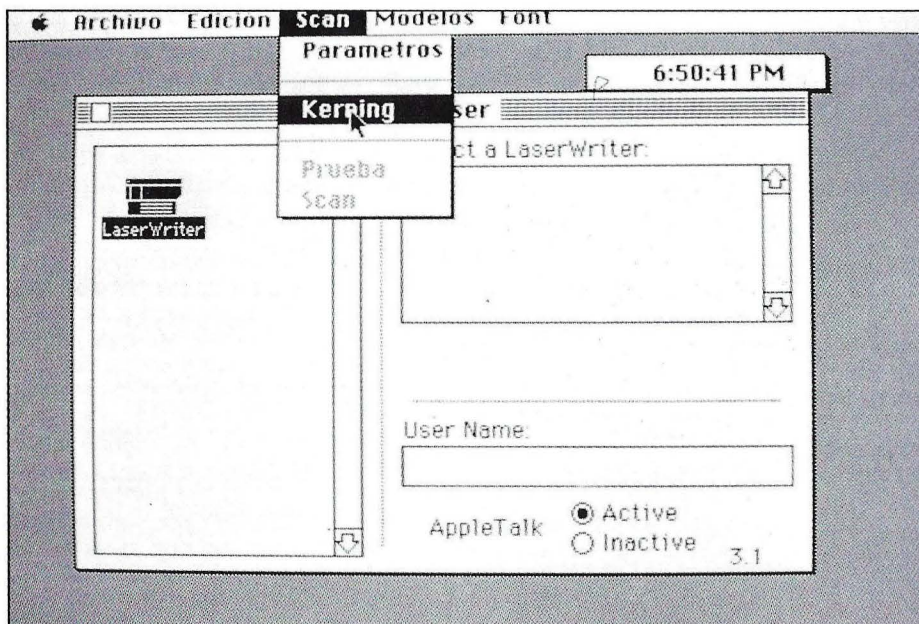 Archivo Edicion Scan Modelos Font
Parametros
Kerning
Prueba
Scan
6:50:41 PM
ser
ct a LaserWriter:
LaserWriter
User Name:
AppleTalk
Active
Inactive
3.1